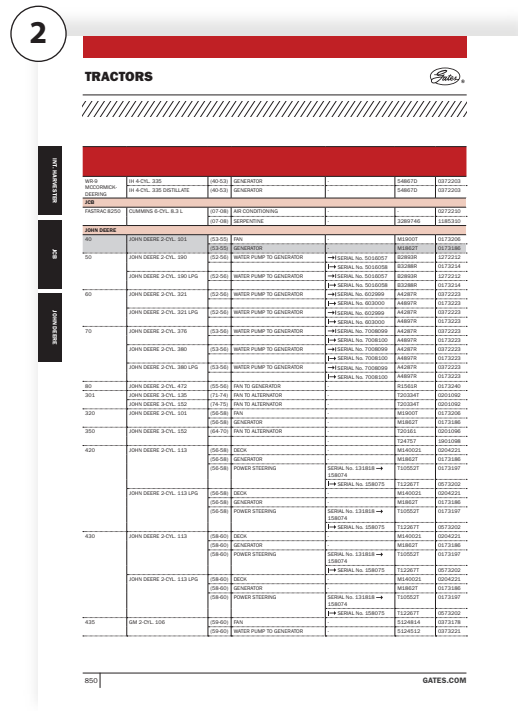 2
TRACTORS
Gates®
INT. HARVESTER
JCB
JOHN DEERE
WR-9 MCCORMICK-DEERING IH 4-CYL. 335 (40-53) GENERATOR - 54867D 0372203
IH 4-CYL. 335 DISTILLATE (40-53) GENERATOR - 54867D 0372203
JCB
FASTRAC 8250 CUMMINS 6-CYL. 8.3 L (07-08) AIR CONDITIONING - 0272210
(07-08) SERPENTINE - 3289746 1185310
JOHN DEERE
40 JOHN DEERE 2-CYL. 101 (53-55) FAN - M1900T 0173206
(53-55) GENERATOR - M1862T 0173186
50 JOHN DEERE 2-CYL. 190 (52-56) WATER PUMP TO GENERATOR →|SERIAL No. 5016057 B2893R 1272212
|→ SERIAL No. 5016058 B3288R 0173214
JOHN DEERE 2-CYL. 190 LPG (52-56) WATER PUMP TO GENERATOR →|SERIAL No. 5016057 B2893R 1272212
|→ SERIAL No. 5016058 B3288R 0173214
60 JOHN DEERE 2-CYL. 321 (52-56) WATER PUMP TO GENERATOR →|SERIAL No. 602999 A4287R 0372223
|→ SERIAL No. 603000 A4897R 0173223
JOHN DEERE 2-CYL. 321 LPG (52-56) WATER PUMP TO GENERATOR →|SERIAL No. 602999 A4287R 0372223
|→ SERIAL No. 603000 A4897R 0173223
70 JOHN DEERE 2-CYL. 376 (53-56) WATER PUMP TO GENERATOR →|SERIAL No. 7008099 A4287R 0372223
|→ SERIAL No. 7008100 A4897R 0173223
JOHN DEERE 2-CYL. 380 (53-56) WATER PUMP TO GENERATOR →|SERIAL No. 7008099 A4287R 0372223
|→ SERIAL No. 7008100 A4897R 0173223
JOHN DEERE 2-CYL. 380 LPG (53-56) WATER PUMP TO GENERATOR →|SERIAL No. 7008099 A4287R 0372223
|→ SERIAL No. 7008100 A4897R 0173223
80 JOHN DEERE 2-CYL. 472 (55-56) FAN TO GENERATOR - R1561R 0173240
301 JOHN DEERE 3-CYL. 135 (71-74) FAN TO ALTERNATOR - T20334T 0201092
JOHN DEERE 3-CYL. 152 (74-75) FAN TO ALTERNATOR - T20334T 0201092
320 JOHN DEERE 2-CYL. 101 (56-58) FAN - M1900T 0173206
(56-58) GENERATOR - M1862T 0173186
350 JOHN DEERE 3-CYL. 152 (64-70) FAN TO ALTERNATOR - T20161 0201096
- T24757 1901098
420 JOHN DEERE 2-CYL. 113 (56-58) DECK - M140021 0204221
(56-58) GENERATOR - M1862T 0173186
(56-58) POWER STEERING SERIAL No. 131818 → 158074 T10552T 0173197
|→ SERIAL No. 158075 T12267T 0573202
JOHN DEERE 2-CYL. 113 LPG (56-58) DECK - M140021 0204221
(56-58) GENERATOR - M1862T 0173186
(56-58) POWER STEERING SERIAL No. 131818 → 158074 T10552T 0173197
|→ SERIAL No. 158075 T12267T 0573202
430 JOHN DEERE 2-CYL. 113 (58-60) DECK - M140021 0204221
(58-60) GENERATOR - M1862T 0173186
(58-60) POWER STEERING SERIAL No. 131818 → 158074 T10552T 0173197
|→ SERIAL No. 158075 T12267T 0573202
JOHN DEERE 2-CYL. 113 LPG (58-60) DECK - M140021 0204221
(58-60) GENERATOR - M1862T 0173186
(58-60) POWER STEERING SERIAL No. 131818 → 158074 T10552T 0173197
|→ SERIAL No. 158075 T12267T 0573202
435 GM 2-CYL. 106 (59-60) FAN - 5124814 0373178
(59-60) WATER PUMP TO GENERATOR - 5124512 0373221
850
GATES.COM